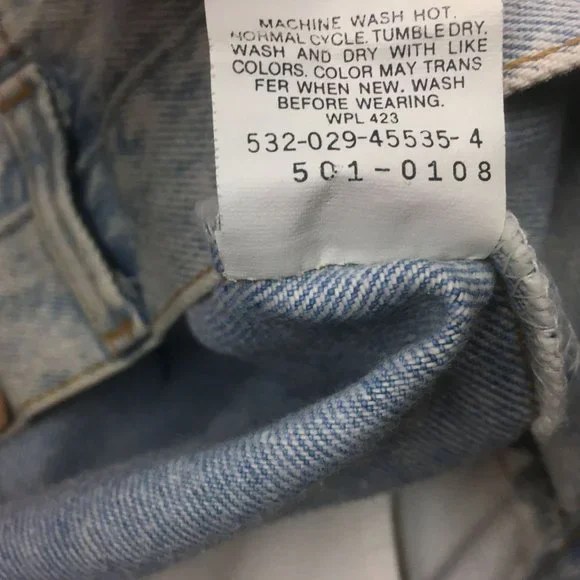 MACHINE WASH HOT.
NORMAL CYCLE. TUMBLE DRY.
WASH AND DRY WITH LIKE
COLORS. COLOR MAY TRANS
FER WHEN NEW. WASH
BEFORE WEARING.
WPL 423
532-029-45535-4
501-0108